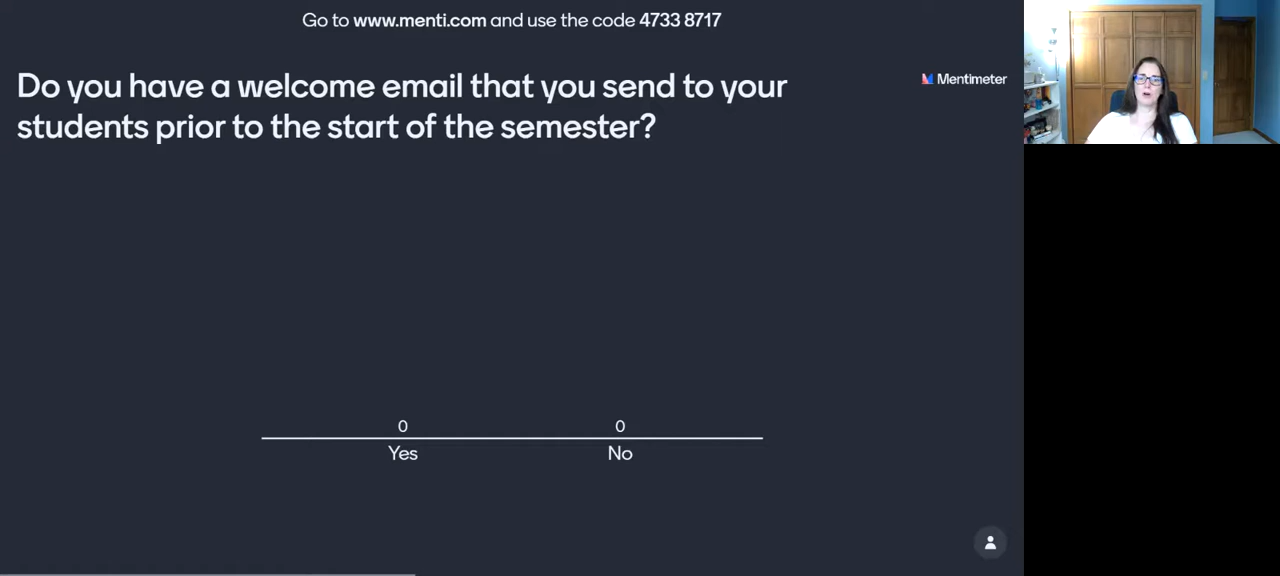 Go to www.menti.com and use the code 4733 8717
Do you have a welcome email that you send to your
students prior to the start of the semester?
Mentimeter
0
0
Yes
No